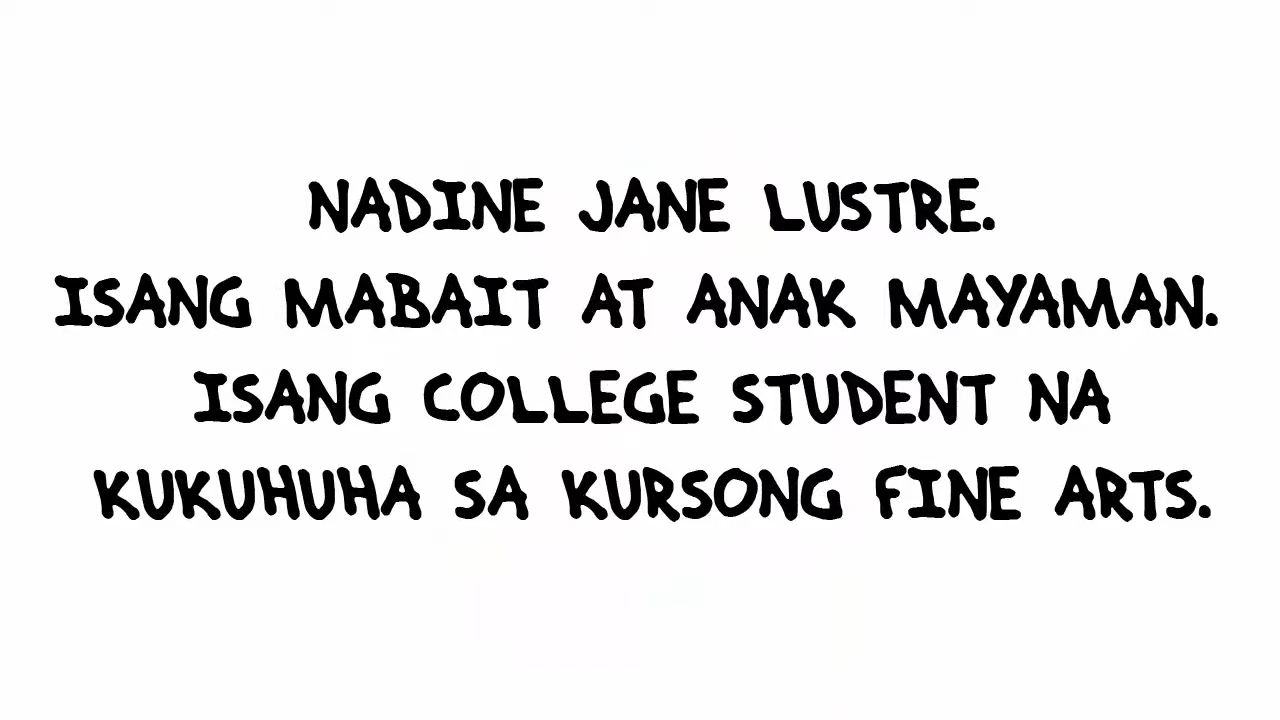 NADINE JANE LUSTRE.
ISANG MABAIT AT ANAK MAYAMAN.
ISANG COLLEGE STUDENT NA
KUKUHUHA SA KURSONG FINE ARTS.